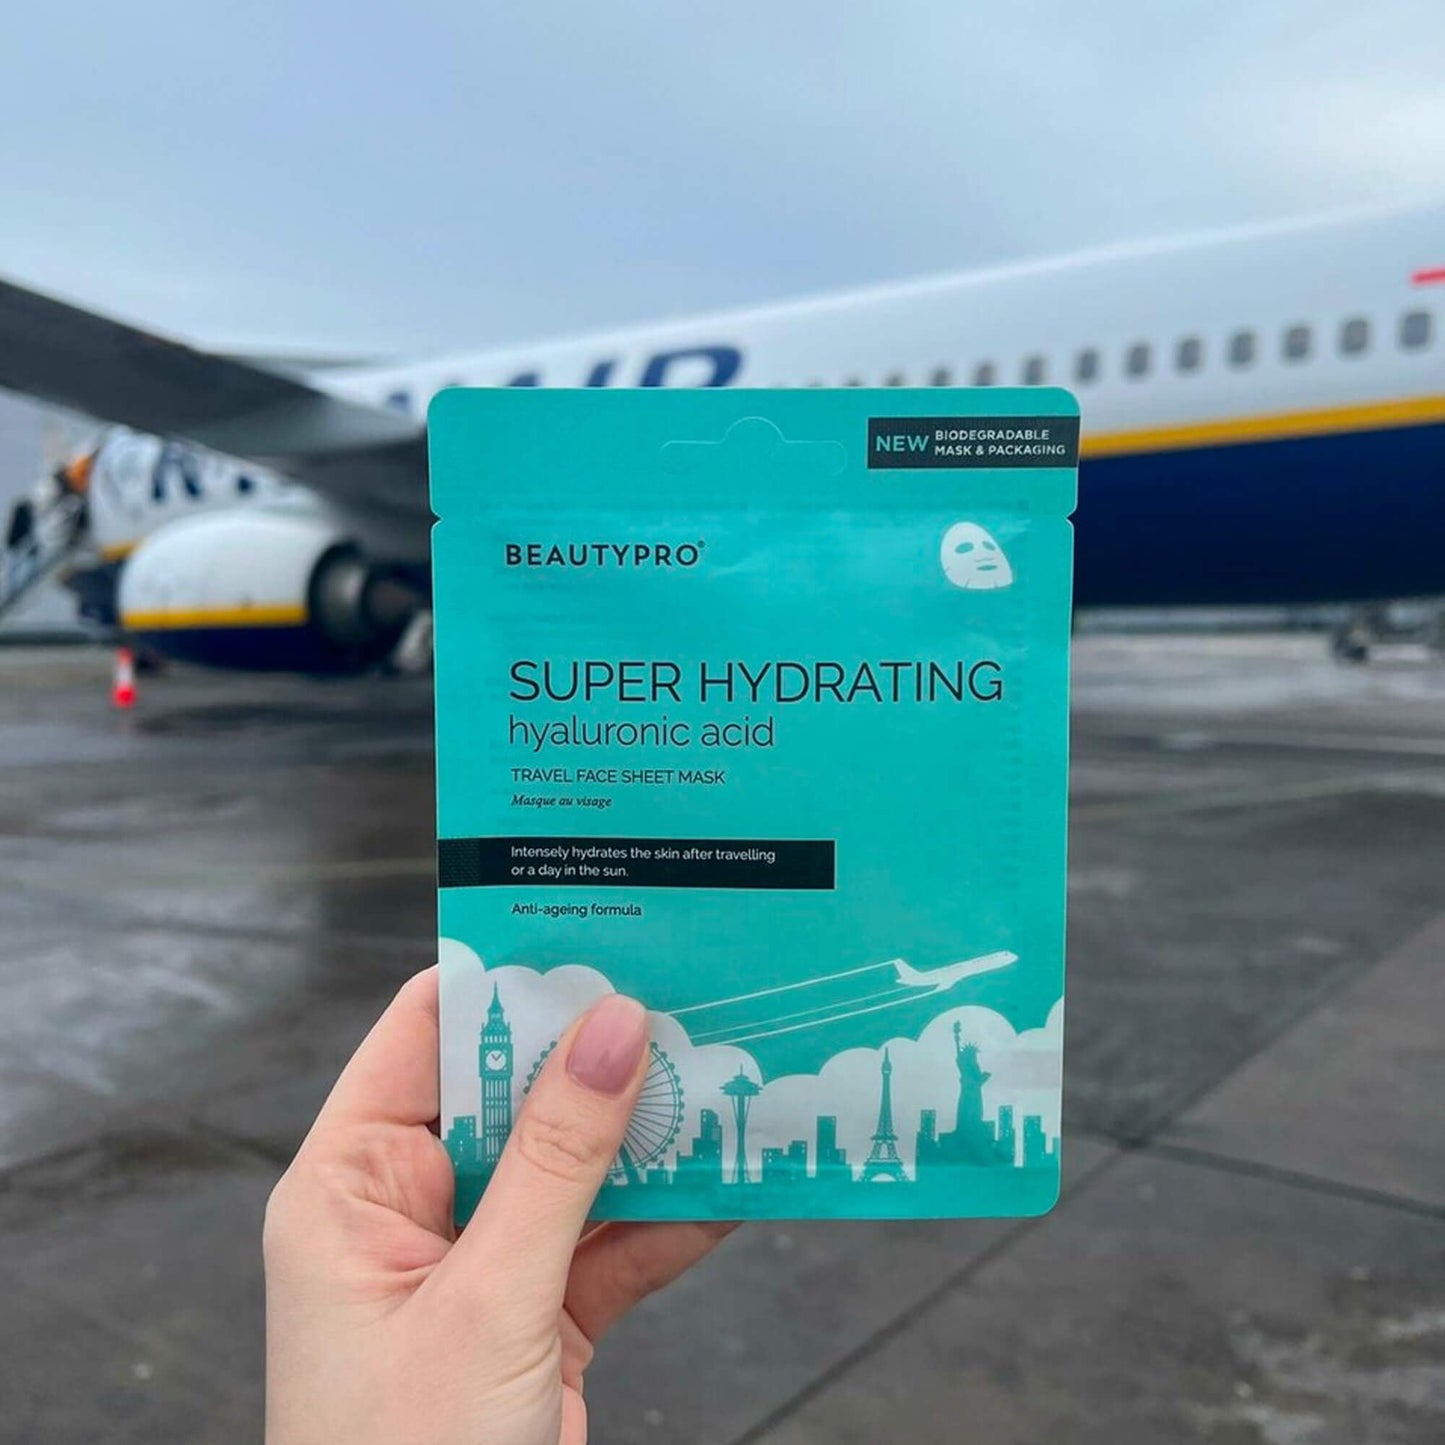 AIR
NEW BIODEGRADABLE
MASK & PACKAGING
BEAUTYPRO®
SUPER HYDRATING
hyaluronic acid
TRAVEL FACE SHEET MASK
Masque au visage
Intensely hydrates the skin after travelling
or a day in the sun.
Anti-ageing formula